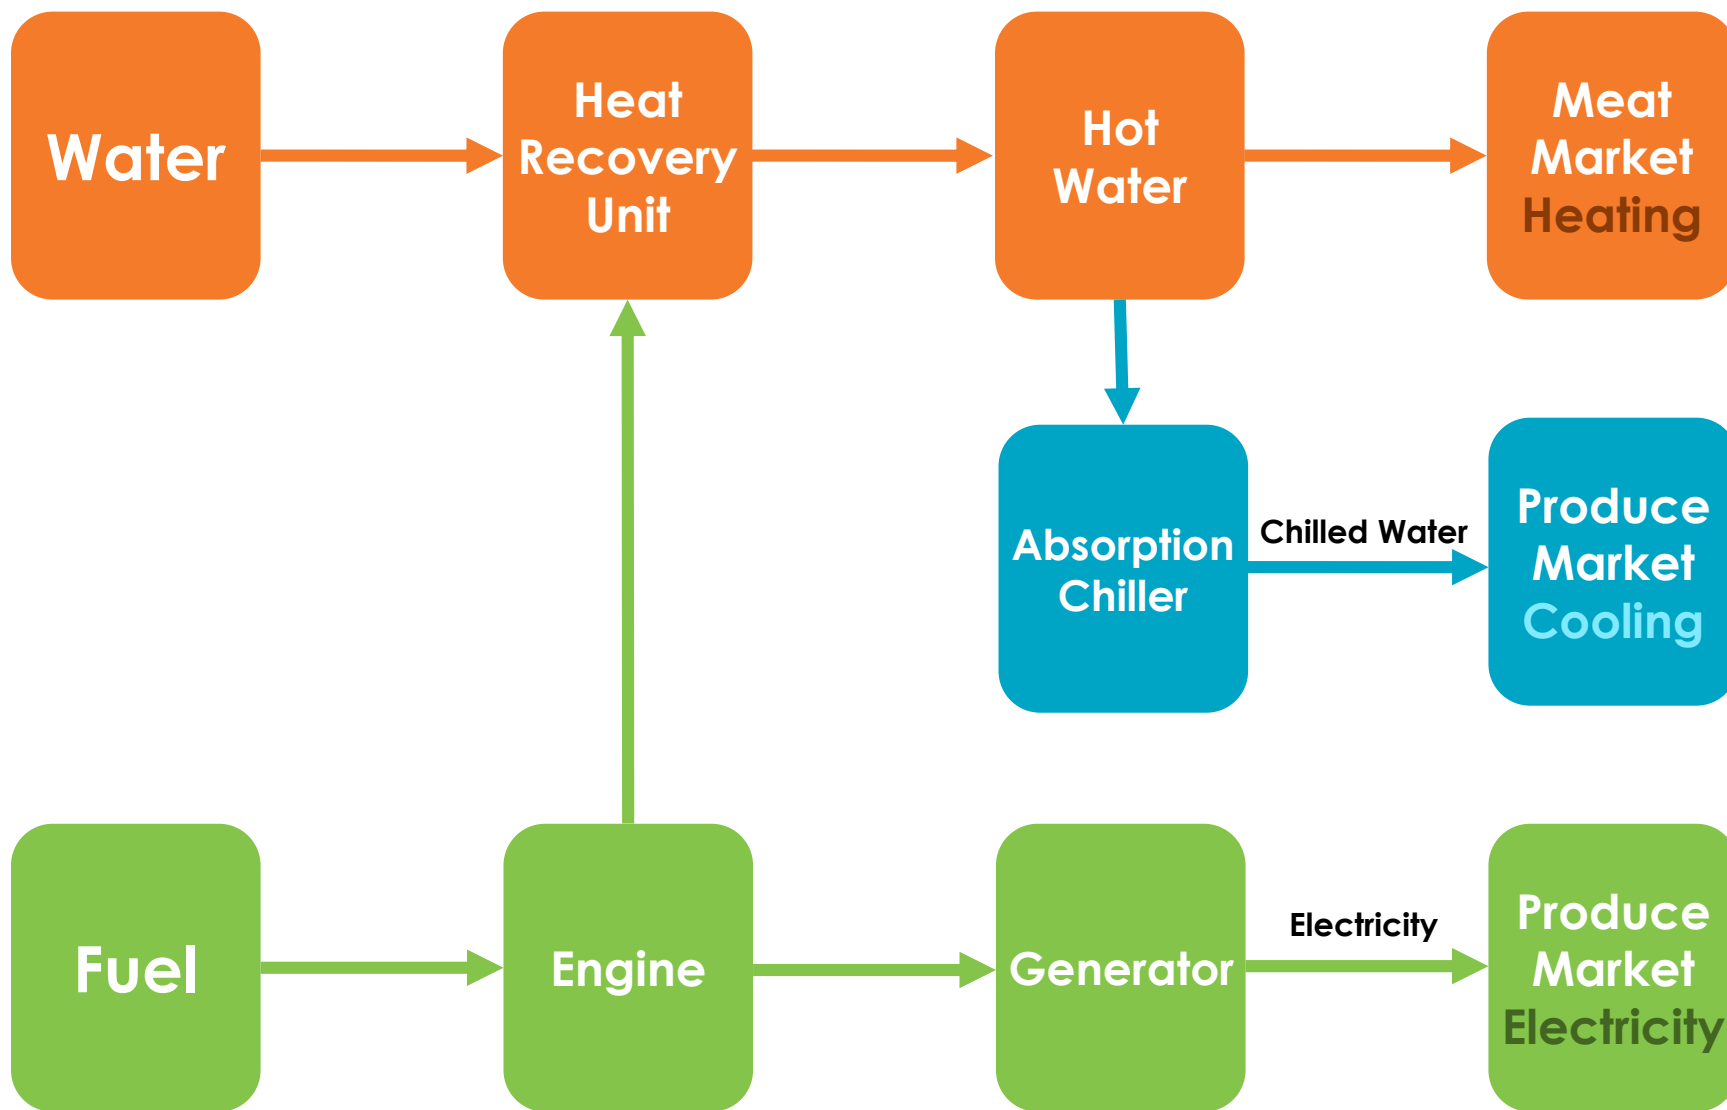 Water
Heat
Recovery
Unit
Hot
Water
Meat
Market
Heating
Absorption
Chiller
Chilled Water
Produce
Market
Cooling
Fuel
Engine
Generator
Electricity
Produce
Market
Electricity